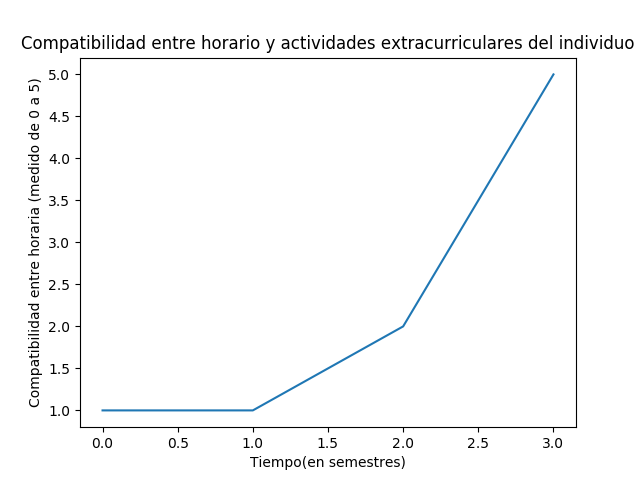 Compatibilidad entre horario y actividades extracurriculares del individuo
Compatibilidad entre horaria (medido de 0 a 5)
5.0
4.5
4.0
3.5
3.0
2.5
2.0
1.5
1.0
0.0 0.5 1.0 1.5 2.0 2.5 3.0
Tiempo(en semestres)